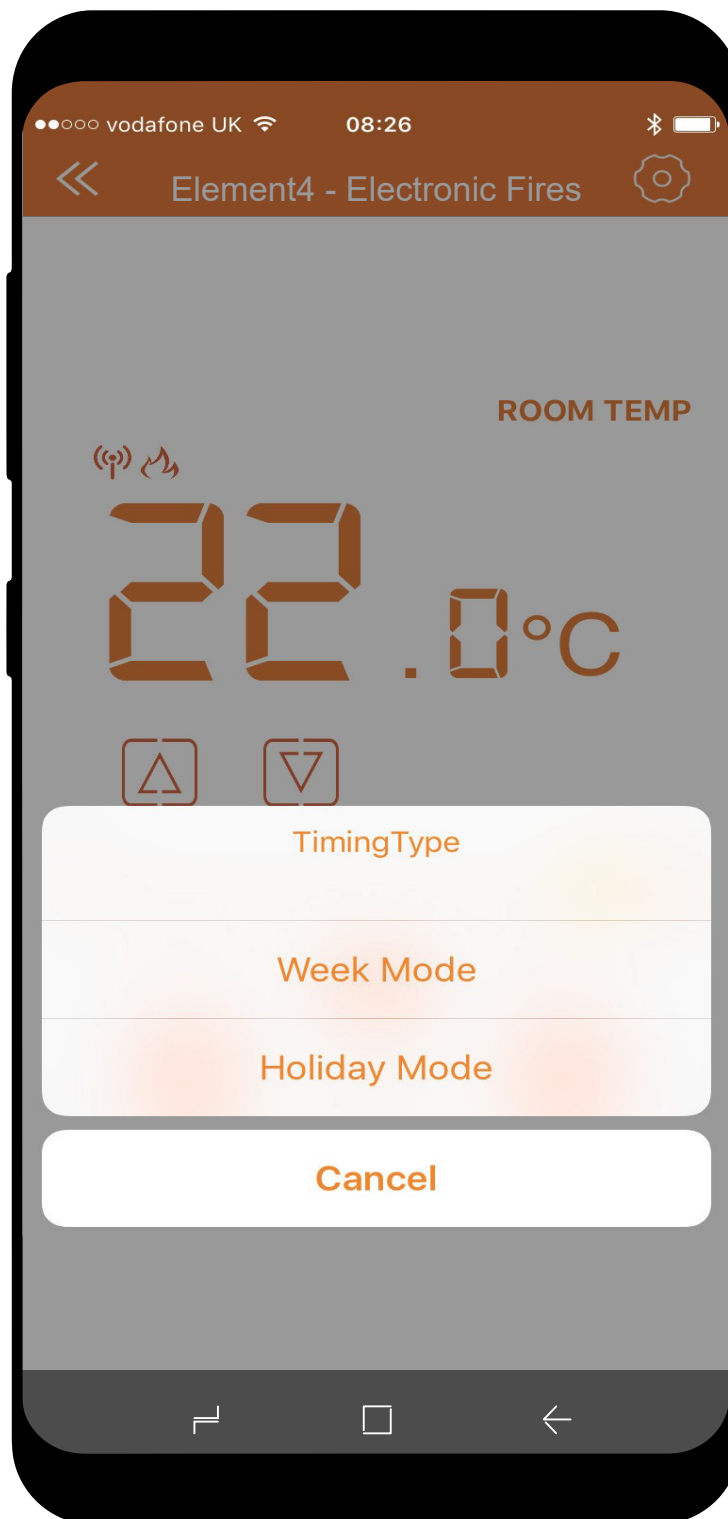 vodafone UK 08:26
Element4 - Electronic Fires
ROOM TEMP
22.0°C
TimingType
Week Mode
Holiday Mode
Cancel